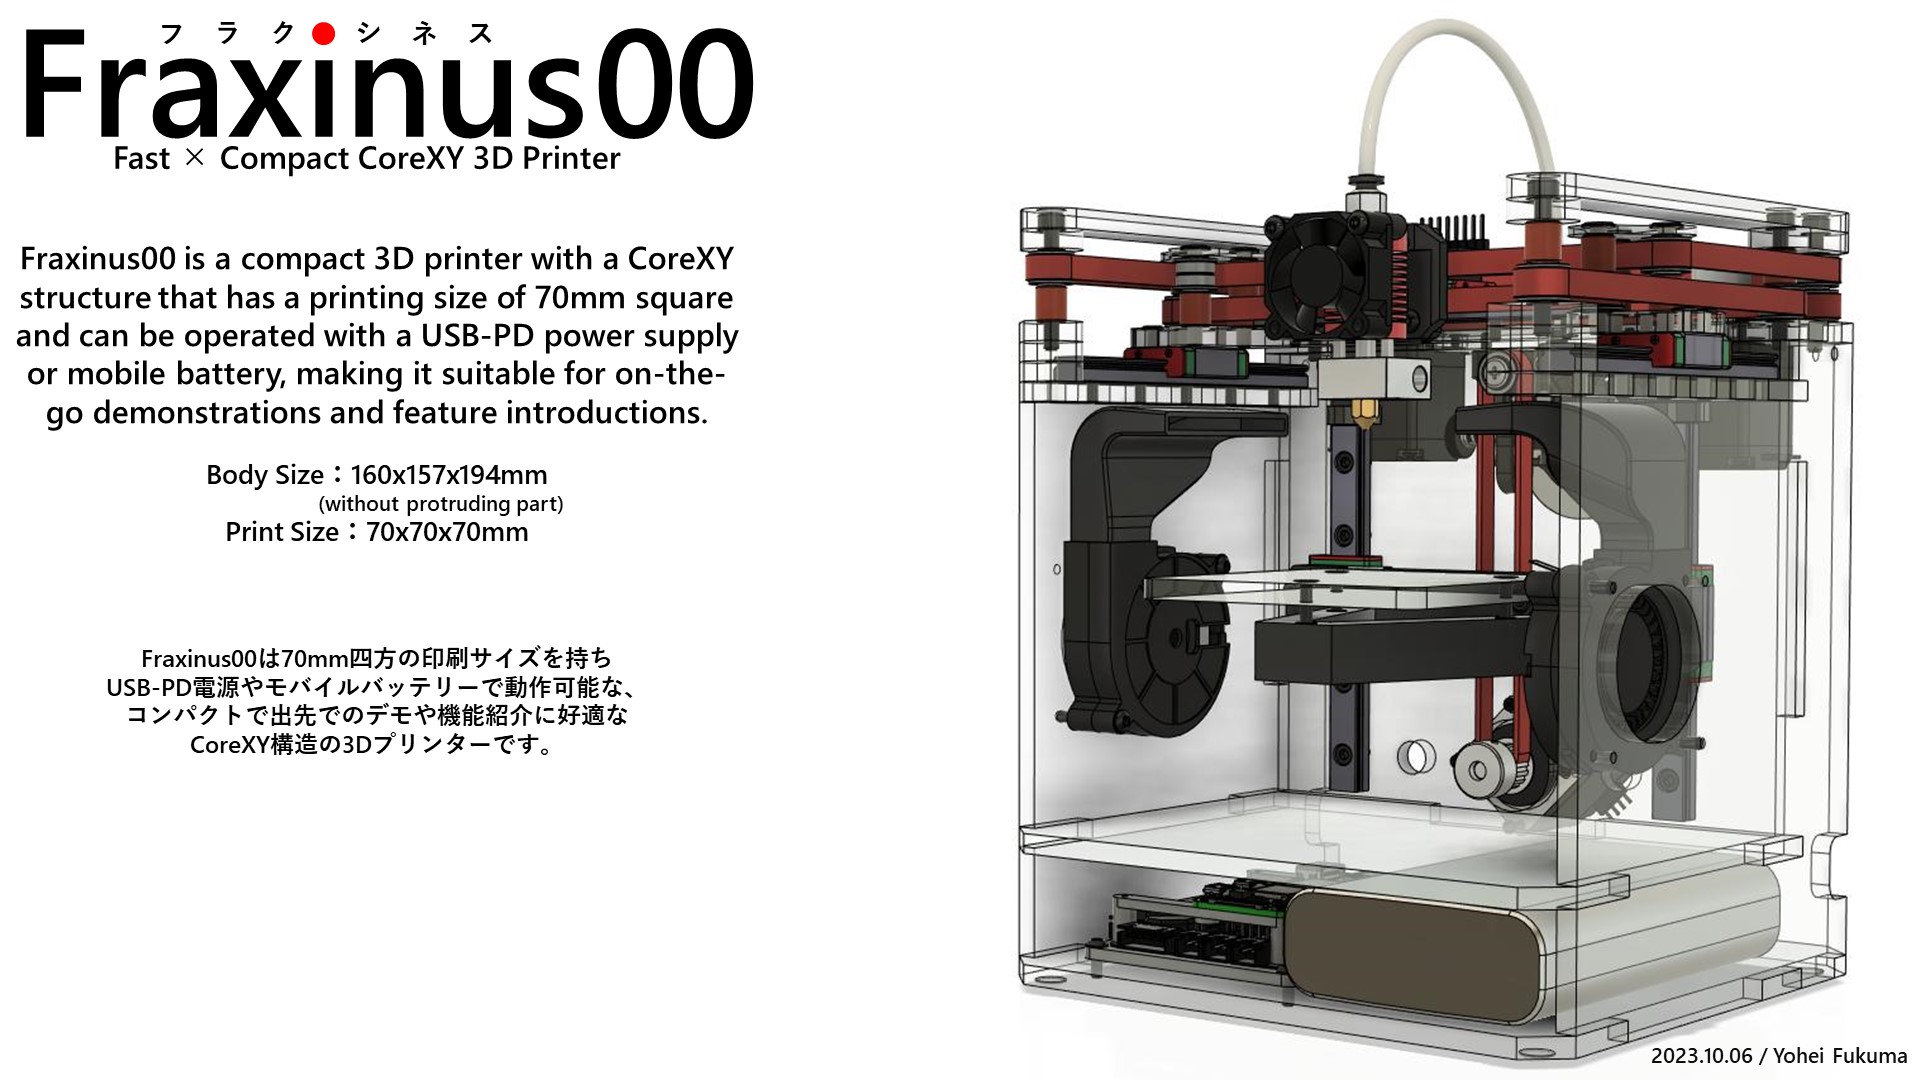 フラクシネス
Fraxinus00
Fast × Compact CoreXY 3D Printer
Fraxinus00 is a compact 3D printer with a CoreXY
structure that has a printing size of 70mm square
and can be operated with a USB-PD power supply
or mobile battery, making it suitable for on-the-
go demonstrations and feature introductions.
Body Size：160x157x194mm
(without protruding part)
Print Size：70x70x70mm
Fraxinus00は70mm四方の印刷サイズを持ち
USB-PD電源やモバイルバッテリーで動作可能な、
コンパクトで出先でのデモや機能紹介に好適な
CoreXY構造の3Dプリンターです。
2023.10.06 / Yohei Fukuma